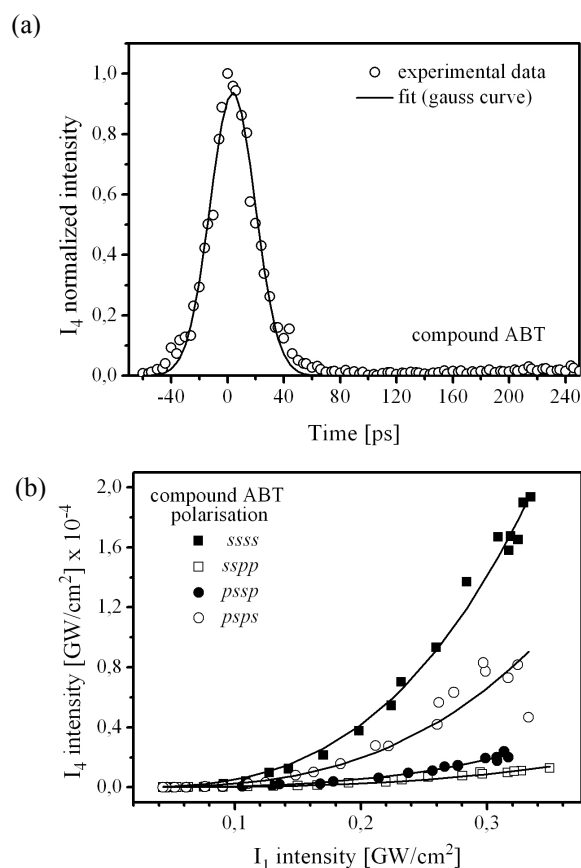 (a)
1,0
0,8
0,6
0,4
0,2
0,0
I₄ normalized intensity
experimental data
fit (gauss curve)
compound ABT
-40 0 40 80 120 160 200 240
Time [ps]
(b)
2,0
1,6
1,2
0,8
0,4
0,0
I₄ intensity [GW/cm²] x 10⁻⁴
compound ABT
polarisation
ssss
sspp
pssp
psps
0,1 0,2 0,3
I₁ intensity [GW/cm²]